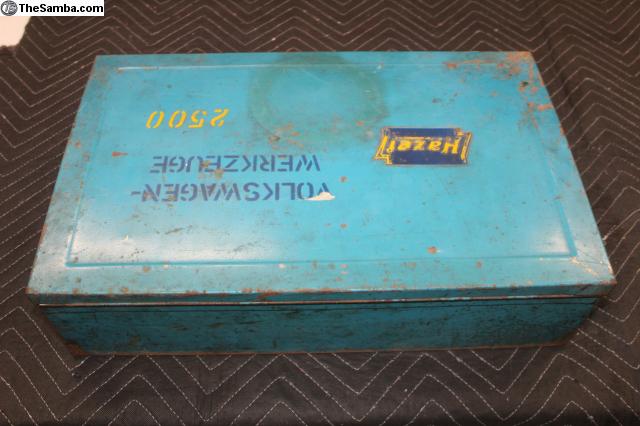 TheSamba.com
Hazet
VOLKSWAGEN-
WERKZEUGE
2500